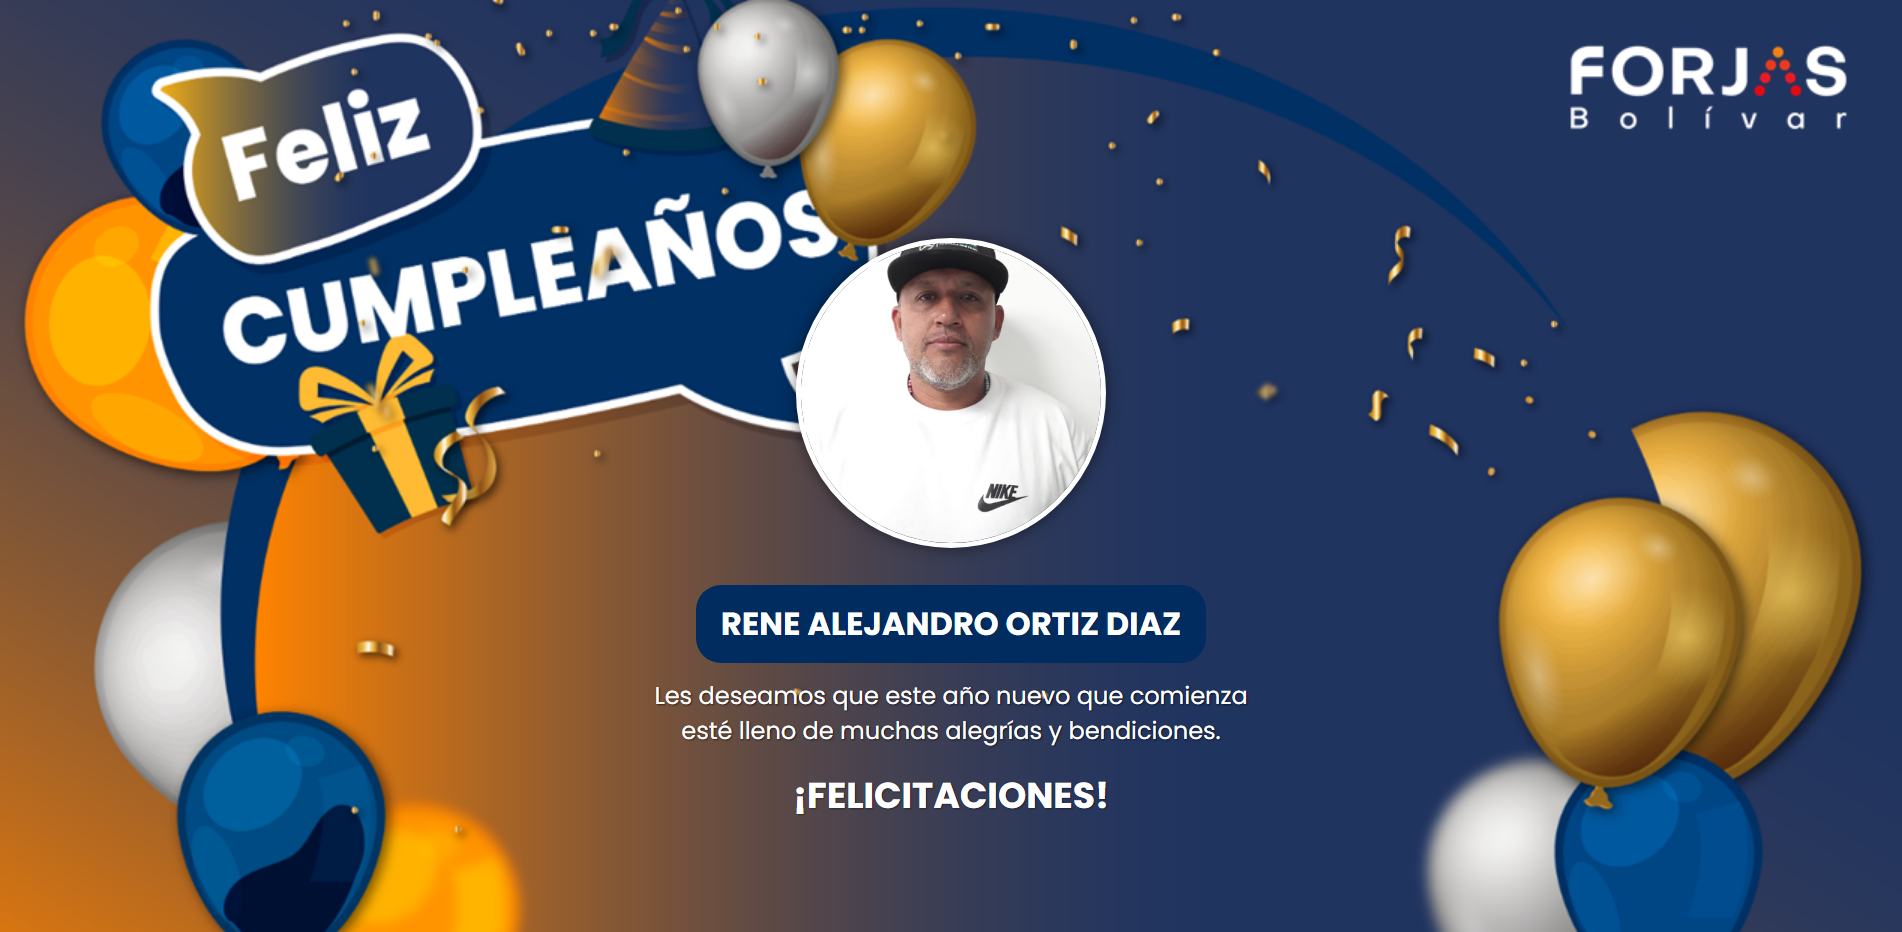 Feliz
CUMPLEAÑOS
FORJAS
Bolívar
NIKE
RENE ALEJANDRO ORTIZ DIAZ
Les deseamos que este año nuevo que comienza
esté lleno de muchas alegrías y bendiciones.
¡FELICITACIONES!